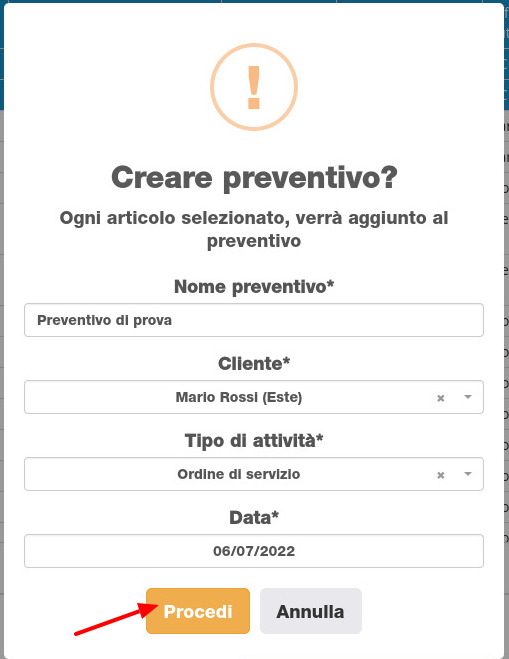 !
Creare preventivo?
Ogni articolo selezionato, verrà aggiunto al
preventivo
Nome preventivo*
Preventivo di prova
Cliente*
Mario Rossi (Este)
×
Tipo di attività*
Ordine di servizio
×
Data*
06/07/2022
Procedi
Annulla